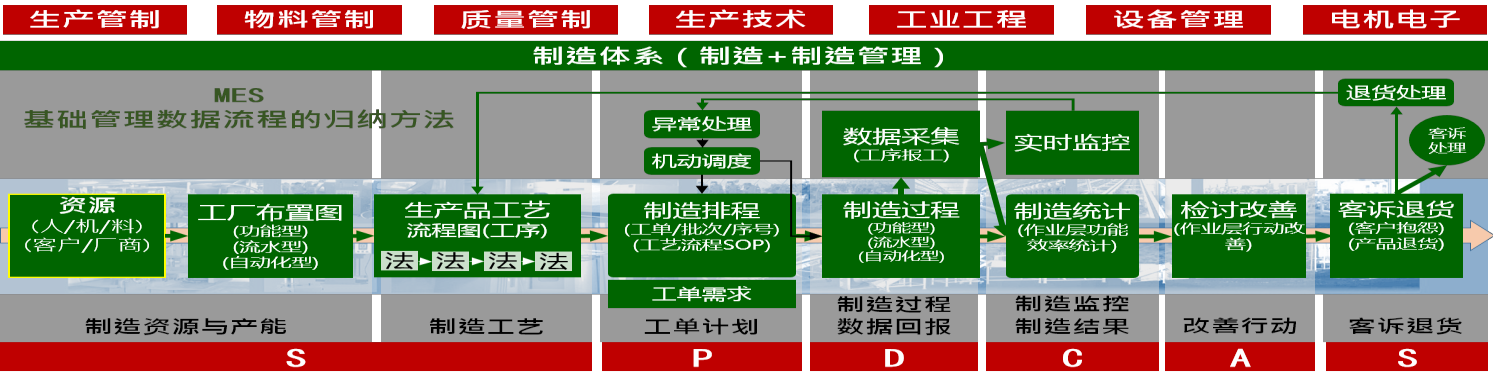 生产管制
物料管制
质量管制
生产技术
工业工程
设备管理
电机电子
制造体系（制造+制造管理）
MES
基础管理数据流程的归纳方法
退货处理
异常处理
机动调度
数据采集
(工序报工)
实时监控
客诉
处理
资源
(人/机/料)
(客户/厂商)
工厂布置图
(功能型)
(流水型)
(自动化型)
生产品工艺
流程图(工序)
法
法
法
法
制造排程
(工单/批次/序号)
(工艺流程SOP)
工单需求
制造过程
(功能型)
(流水型)
(自动化型)
制造统计
(作业层功能
效率统计)
检讨改善
(作业层行动改
善)
客诉退货
(客户抱怨)
(产品退货)
制造资源与产能
制造工艺
工单计划
制造过程
数据回报
制造监控
制造结果
改善行动
客诉退货
S
P
D
C
A
S